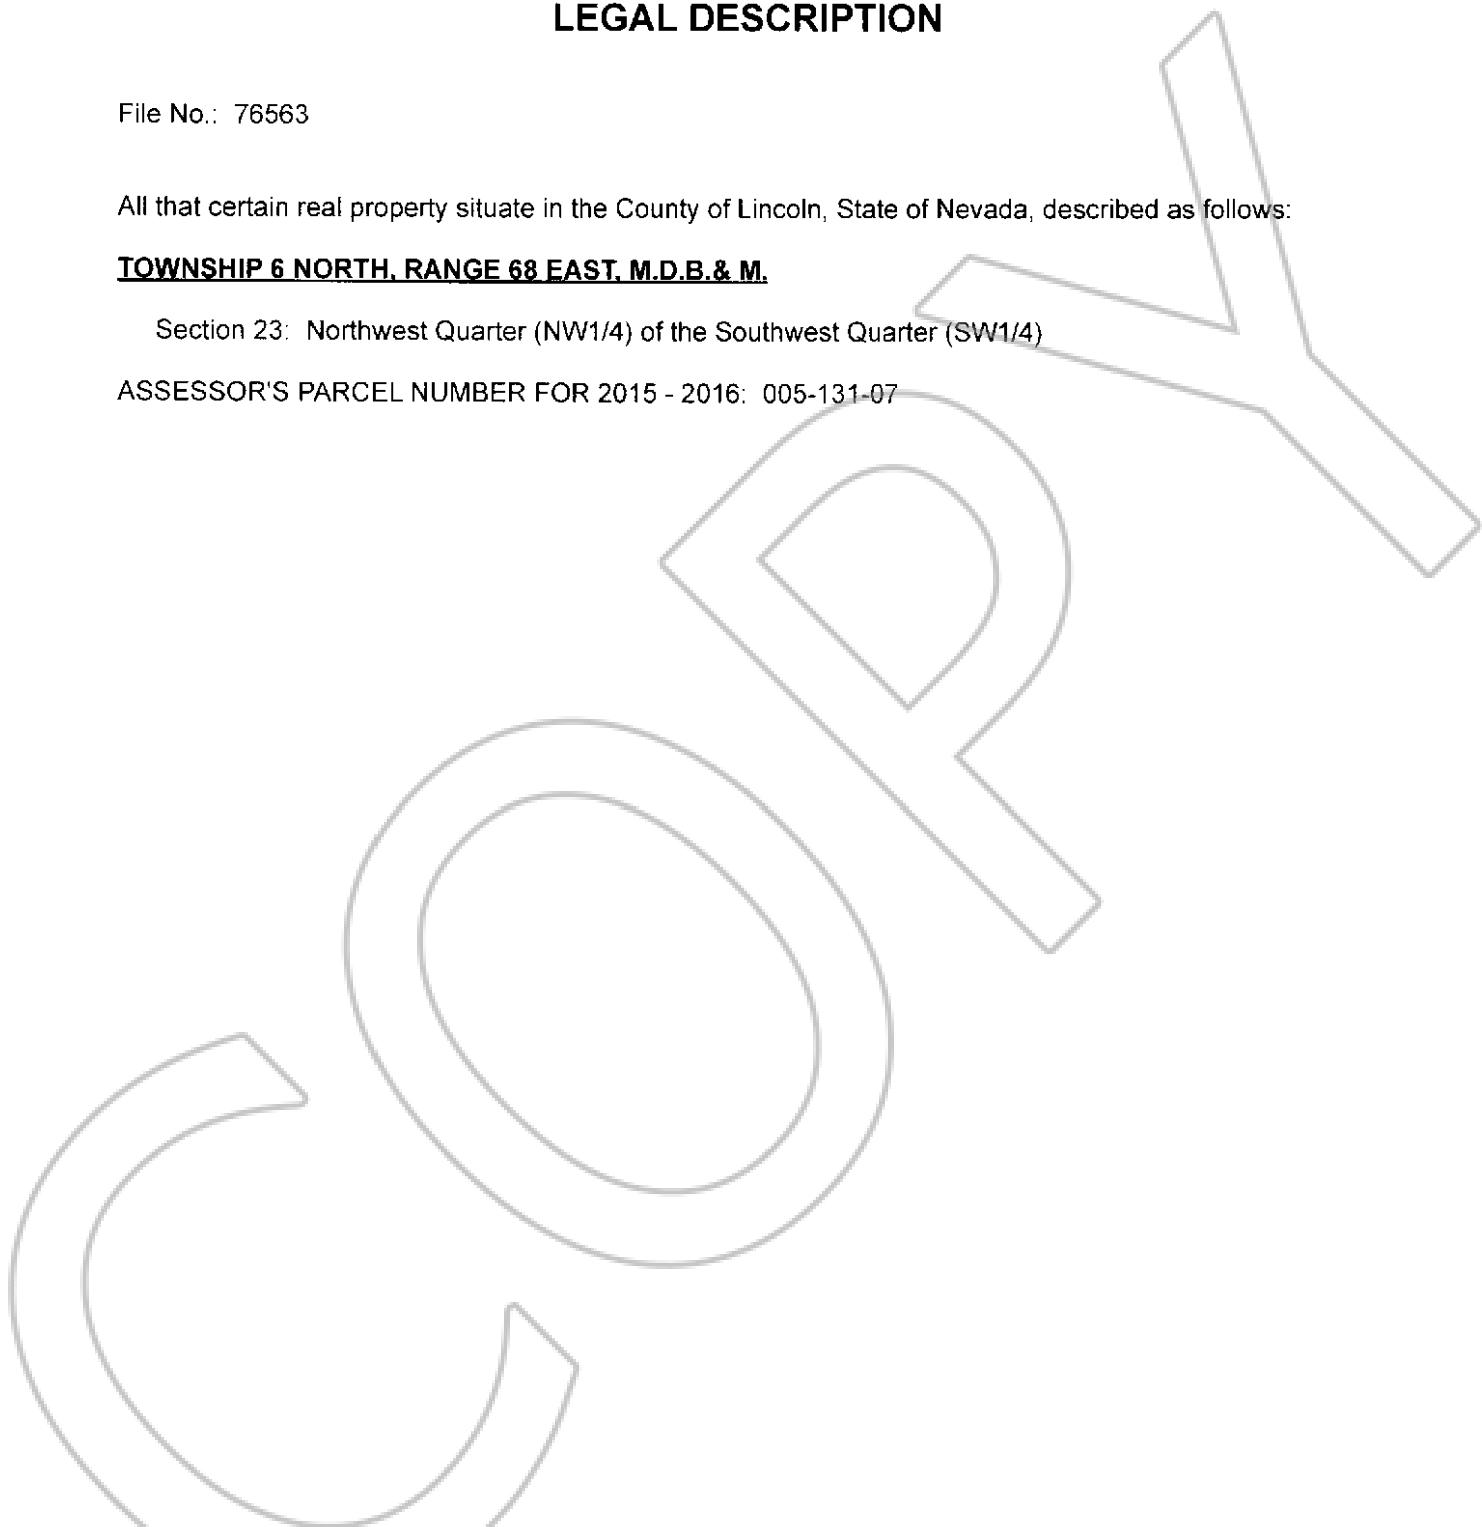 LEGAL DESCRIPTION
File No.: 76563
All that certain real property situate in the County of Lincoln, State of Nevada, described as follows:
TOWNSHIP 6 NORTH, RANGE 68 EAST, M.D.B.& M.
Section 23: Northwest Quarter (NW1/4) of the Southwest Quarter (SW1/4)
ASSESSOR'S PARCEL NUMBER FOR 2015 - 2016: 005-131-07
COPY